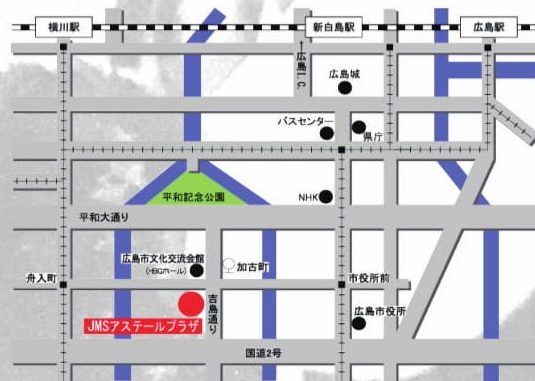 横川駅
新白島駅
広島駅
←広島I.C.
広島城
バスセンター
県庁
平和記念公園
NHK
平和大通り
広島市文化交流会館
(HBGホール)
加古町
舟入町
吉島通り
市役所前
JMSアステールプラザ
広島市役所
国道2号